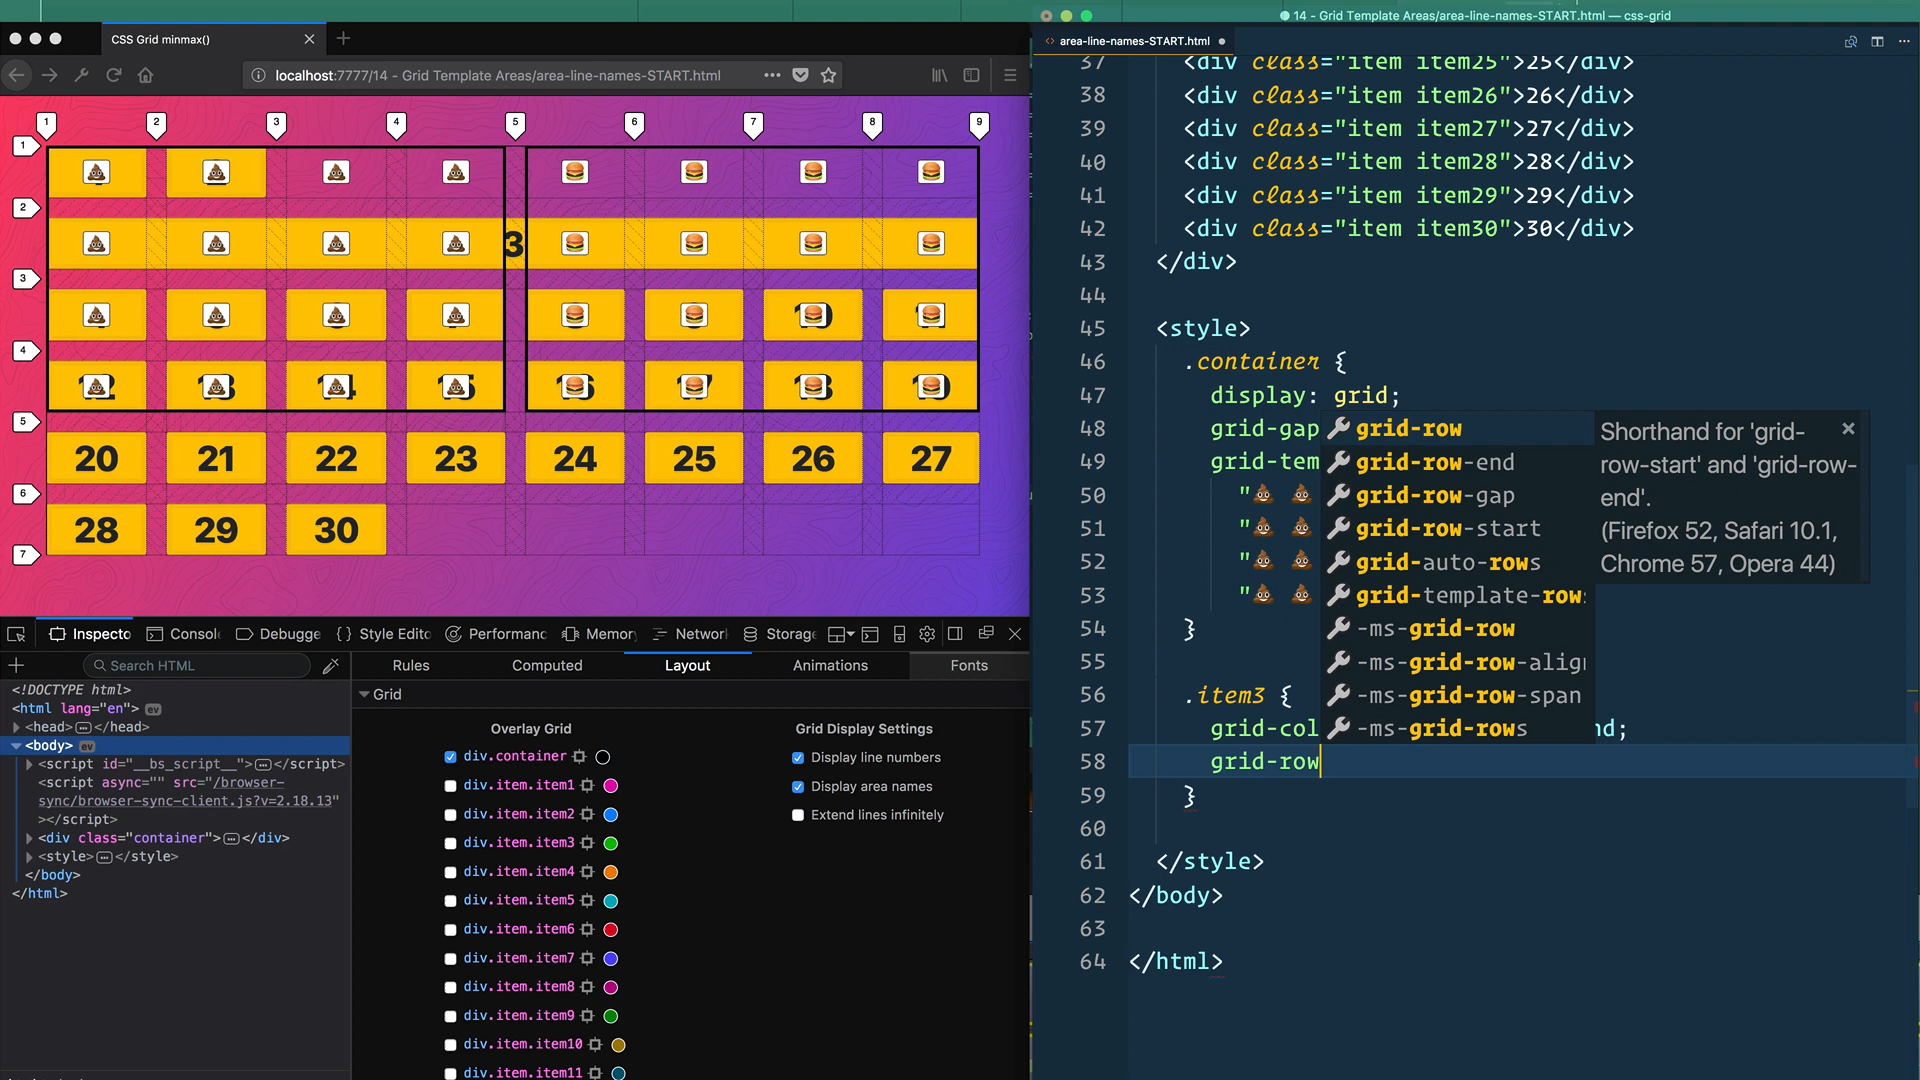 CSS Grid minmax()
localhost:7777/14 - Grid Template Areas/area-line-names-START.html
1 2 3 4 5 6 7 8 9
1
2
3
3
4
5
20 21 22 23 24 25 26 27
6
28 29 30
7
Console
Storage
Search HTML
Rules
Computed
Layout
Animations
Fonts
<!DOCTYPE html>
<html lang="en"> ev
<head> </head>
<body> ev
<script id="__bs_script__"> </script>
<script async="" src="/browser-
sync/browser-sync-client.js?v=2.18.13"
></script>
<div class="container"> </div>
<style> </style>
</body>
</html>
Grid
Overlay Grid
div.container
div.item.item1
div.item.item2
div.item.item3
div.item.item4
div.item.item5
div.item.item6
div.item.item7
div.item.item8
div.item.item9
div.item.item10
div.item.item11
Grid Display Settings
Display line numbers
Display area names
Extend lines infinitely
14 - Grid Template Areas/area-line-names-START.html — css-grid
area-line-names-START.html
37 <div class="item item25">25</div>
38 <div class="item item26">26</div>
39 <div class="item item27">27</div>
40 <div class="item item28">28</div>
41 <div class="item item29">29</div>
42 <div class="item item30">30</div>
43 </div>
44
45 <style>
46 .container {
47 display: grid;
48 grid-gap
49 grid-tem
50 "💩 💩
51 "💩 💩
52 "💩 💩
53 "💩 💩
54 }
55
56 .item3 {
57 grid-col nd;
58 grid-row
59 }
60
61 </style>
62 </body>
63
64 </html>
grid-row
grid-row-end
grid-row-gap
grid-row-start
grid-auto-rows
grid-template-rows
-ms-grid-row
-ms-grid-row-alig
-ms-grid-row-span
-ms-grid-rows
Shorthand for 'grid-
row-start' and 'grid-row-
end'.
(Firefox 52, Safari 10.1,
Chrome 57, Opera 44)